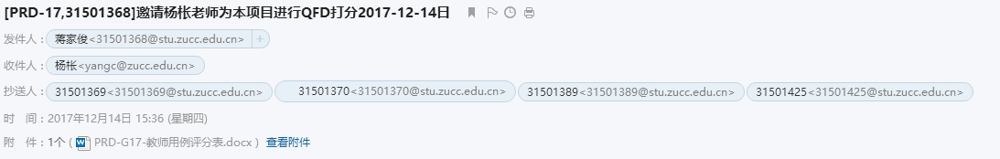 [PRD-17,31501368]邀请杨枨老师为本项目进行QFD打分2017-12-14日
发件人：蒋家俊<31501368@stu.zucc.edu.cn> +
收件人：杨枨<yangc@zucc.edu.cn>
抄送人：31501369<31501369@stu.zucc.edu.cn> 31501370<31501370@stu.zucc.edu.cn> 31501389<31501389@stu.zucc.edu.cn> 31501425<31501425@stu.zucc.edu.cn>
时 间：2017年12月14日 15:36 (星期四)
附 件：1个 ( PRD-G17-教师用例评分表.docx ) 查看附件